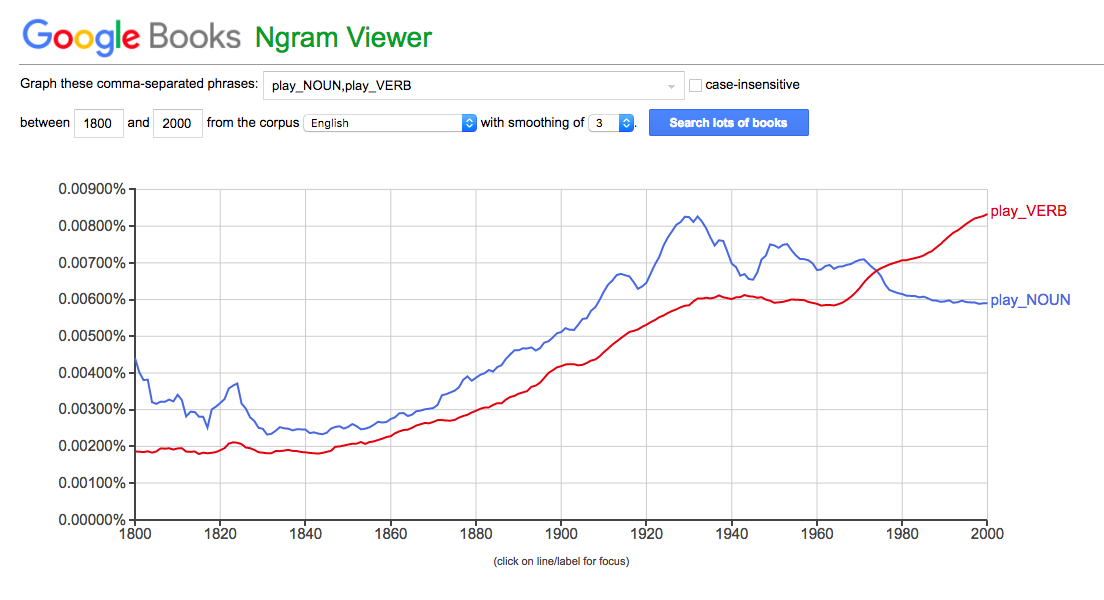 Google Books Ngram Viewer
Graph these comma-separated phrases: play_NOUN,play_VERB case-insensitive
between 1800 and 2000 from the corpus English with smoothing of 3 . Search lots of books
0.00900%
play_VERB
0.00800%
0.00700%
0.00600%
play_NOUN
0.00500%
0.00400%
0.00300%
0.00200%
0.00100%
0.00000%
1800 1820 1840 1860 1880 1900 1920 1940 1960 1980 2000
(click on line/label for focus)